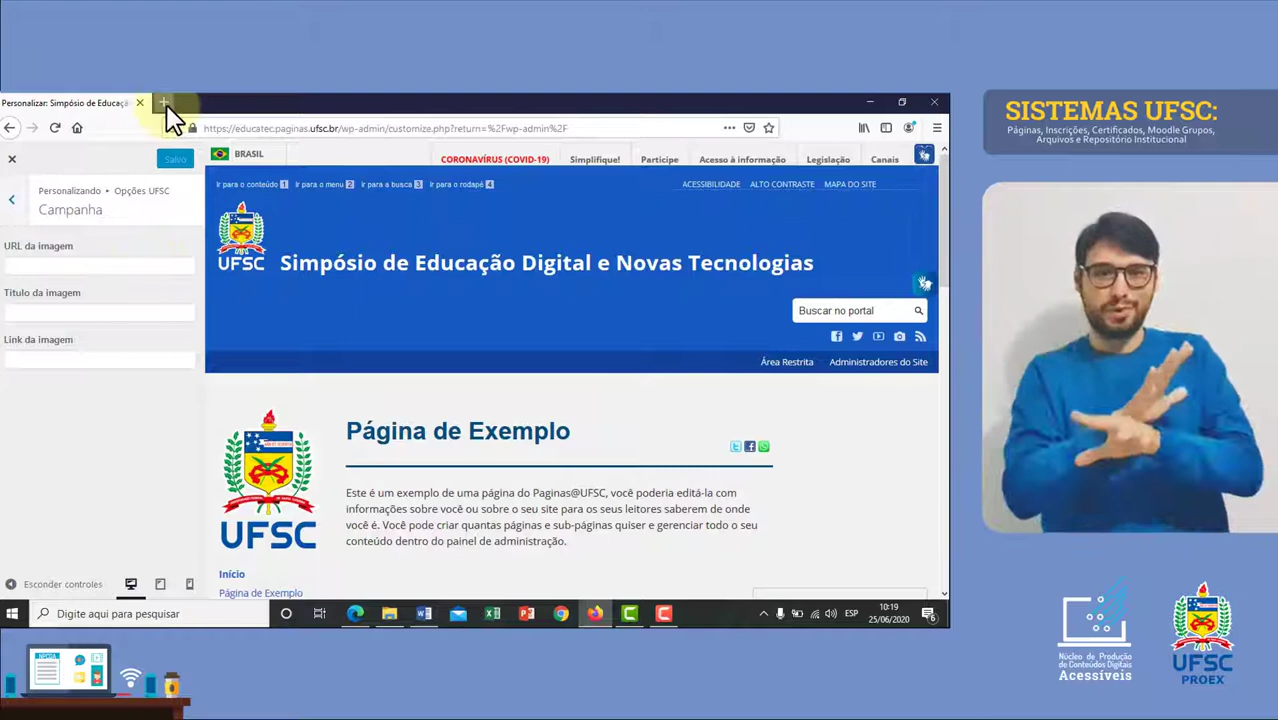 Personalizar: Simpósio de Educaçã
https://educatec.paginas.ufsc.br/wp-admin/customize.php?return=%2Fwp-admin%2F
Salvo
Personalizando • Opções UFSC
Campanha
URL da imagem
Título da imagem
Link da imagem
Esconder controles
BRASIL
CORONAVÍRUS (COVID-19)
Simplifique!
Participe
Acesso à informação
Legislação
Canais
Ir para o conteúdo 1
Ir para o menu 2
Ir para a busca 3
Ir para o rodapé 4
ACESSIBILIDADE
ALTO CONTRASTE
MAPA DO SITE
UFSC
Simpósio de Educação Digital e Novas Tecnologias
Buscar no portal
Área Restrita
Administradores do Site
UFSC
Página de Exemplo
Este é um exemplo de uma página do Paginas@UFSC, você poderia editá-la com
informações sobre você ou sobre o seu site para os seus leitores saberem de onde
você é. Você pode criar quantas páginas e sub-páginas quiser e gerenciar todo o seu
conteúdo dentro do painel de administração.
Início
Página de Exemplo
Digite aqui para pesquisar
ESP
10:19
25/06/2020
6
SISTEMAS UFSC:
Páginas, Inscrições, Certificados, Moodle Grupos,
Arquivos e Repositório Institucional
Núcleo de Produção
de Conteúdos Digitais
Acessíveis
UFSC
PROEX